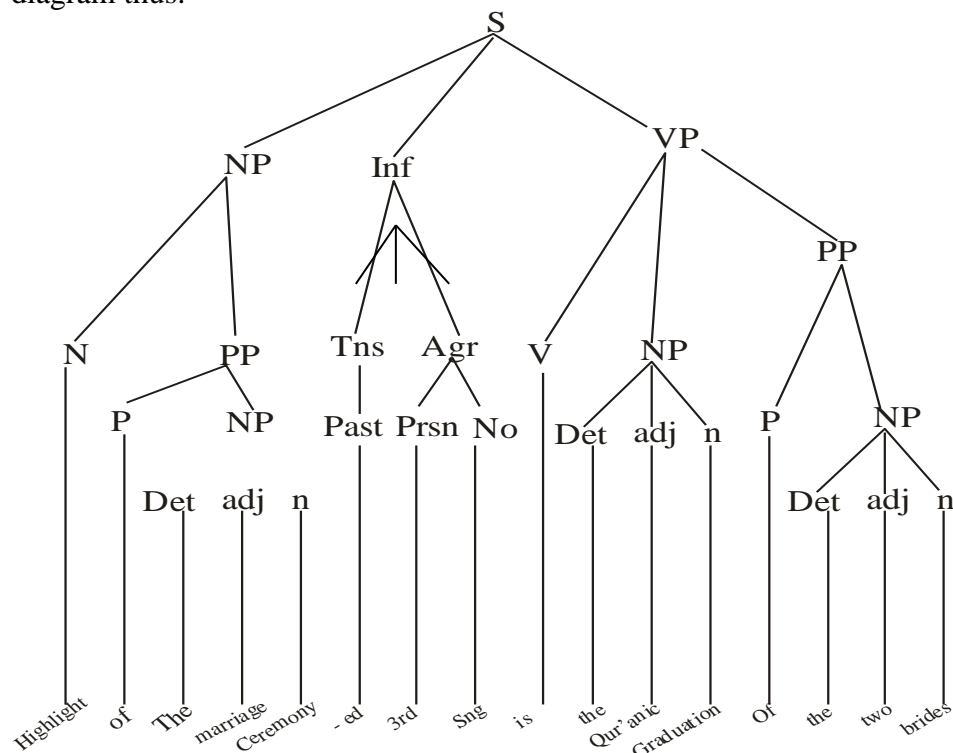 diagram thus:
S
NP Inf VP
PP
N PP Tns Agr V NP
P NP Past Prsn No Det adj n P NP
Det adj n Det adj n
Highlight of The marriage Ceremony - ed 3rd Sng is the Qur'anic Graduation Of the two brides